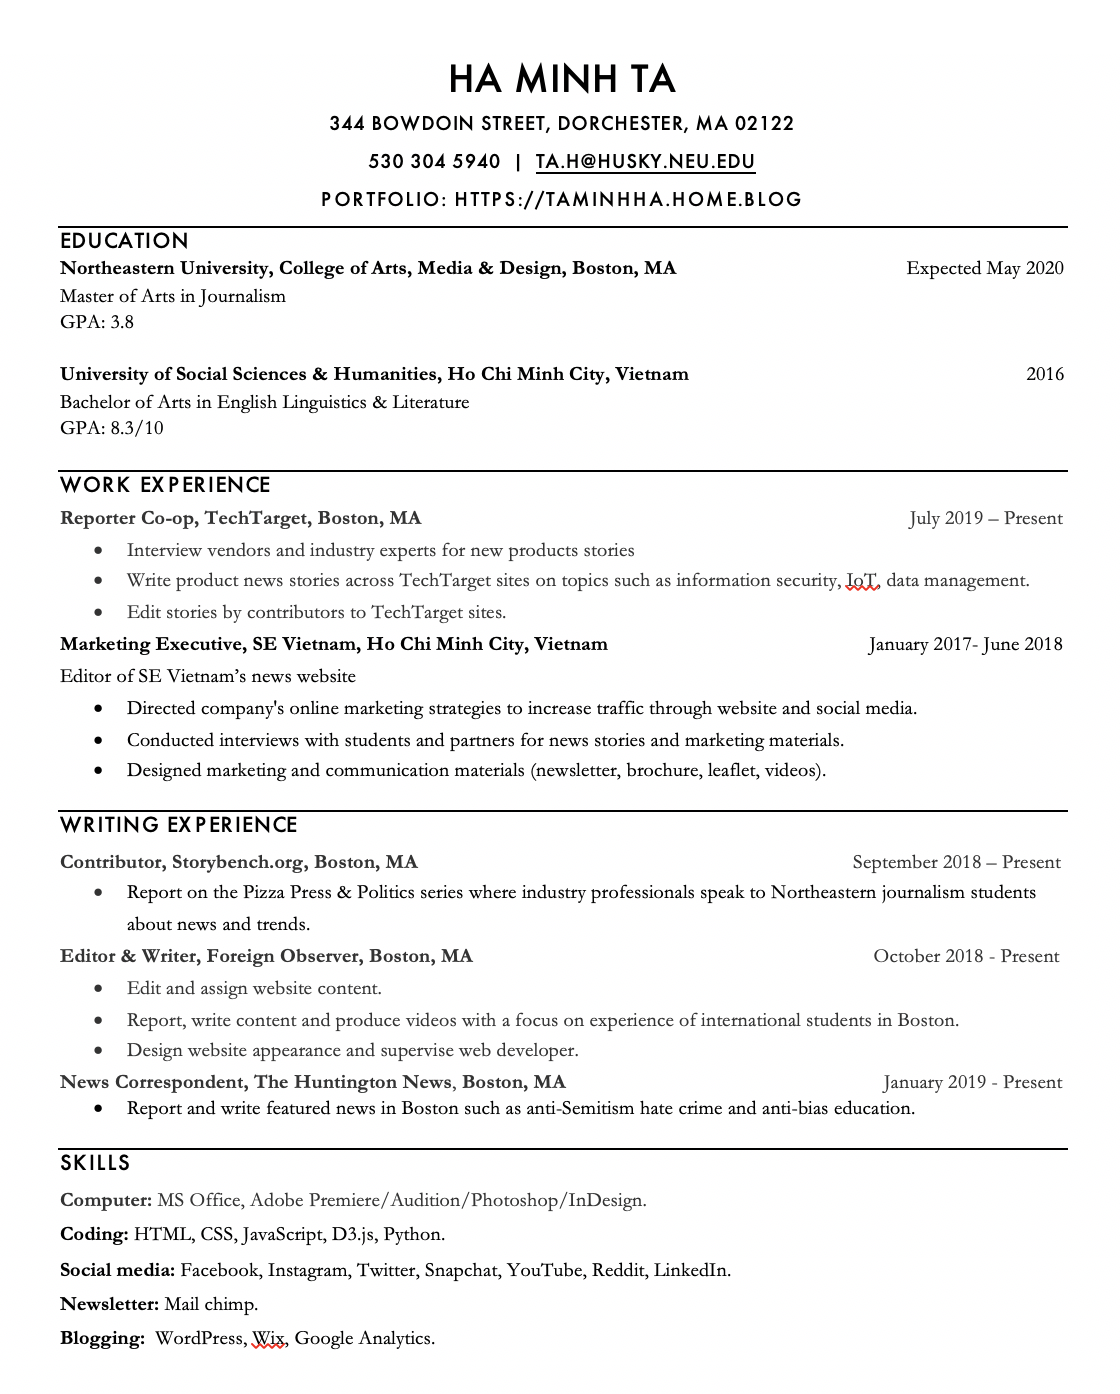 HA MINH TA
344 BOWDOIN STREET, DORCHESTER, MA 02122
530 304 5940 | TA.H@HUSKY.NEU.EDU
PORTFOLIO: HTTPS://TAMINHHA.HOME.BLOG
EDUCATION
Northeastern University, College of Arts, Media & Design, Boston, MA Expected May 2020
Master of Arts in Journalism
GPA: 3.8
University of Social Sciences & Humanities, Ho Chi Minh City, Vietnam 2016
Bachelor of Arts in English Linguistics & Literature
GPA: 8.3/10
WORK EXPERIENCE
Reporter Co-op, TechTarget, Boston, MA July 2019 – Present
• Interview vendors and industry experts for new products stories
• Write product news stories across TechTarget sites on topics such as information security, IoT, data management.
• Edit stories by contributors to TechTarget sites.
Marketing Executive, SE Vietnam, Ho Chi Minh City, Vietnam January 2017- June 2018
Editor of SE Vietnam’s news website
• Directed company's online marketing strategies to increase traffic through website and social media.
• Conducted interviews with students and partners for news stories and marketing materials.
• Designed marketing and communication materials (newsletter, brochure, leaflet, videos).
WRITING EXPERIENCE
Contributor, Storybench.org, Boston, MA September 2018 – Present
• Report on the Pizza Press & Politics series where industry professionals speak to Northeastern journalism students
about news and trends.
Editor & Writer, Foreign Observer, Boston, MA October 2018 - Present
• Edit and assign website content.
• Report, write content and produce videos with a focus on experience of international students in Boston.
• Design website appearance and supervise web developer.
News Correspondent, The Huntington News, Boston, MA January 2019 - Present
• Report and write featured news in Boston such as anti-Semitism hate crime and anti-bias education.
SKILLS
Computer: MS Office, Adobe Premiere/Audition/Photoshop/InDesign.
Coding: HTML, CSS, JavaScript, D3.js, Python.
Social media: Facebook, Instagram, Twitter, Snapchat, YouTube, Reddit, LinkedIn.
Newsletter: Mail chimp.
Blogging: WordPress, Wix, Google Analytics.